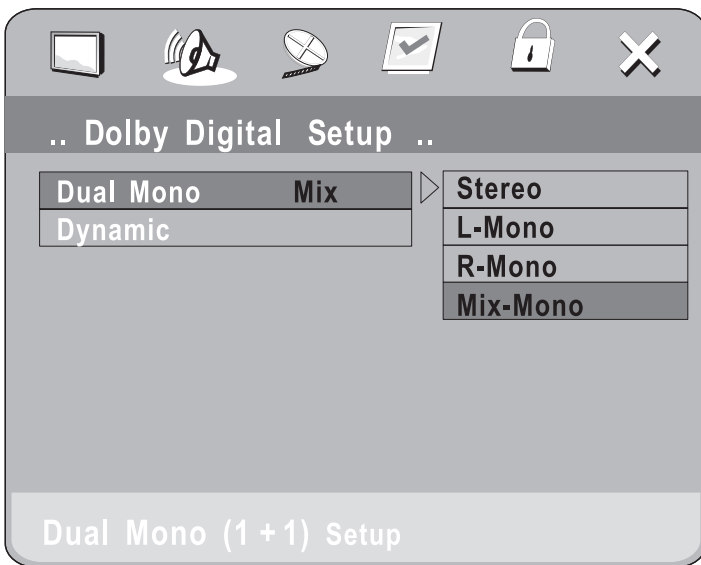 .. Dolby Digital Setup ..
Dual Mono Mix
Dynamic
Stereo
L-Mono
R-Mono
Mix-Mono
Dual Mono (1 + 1) Setup